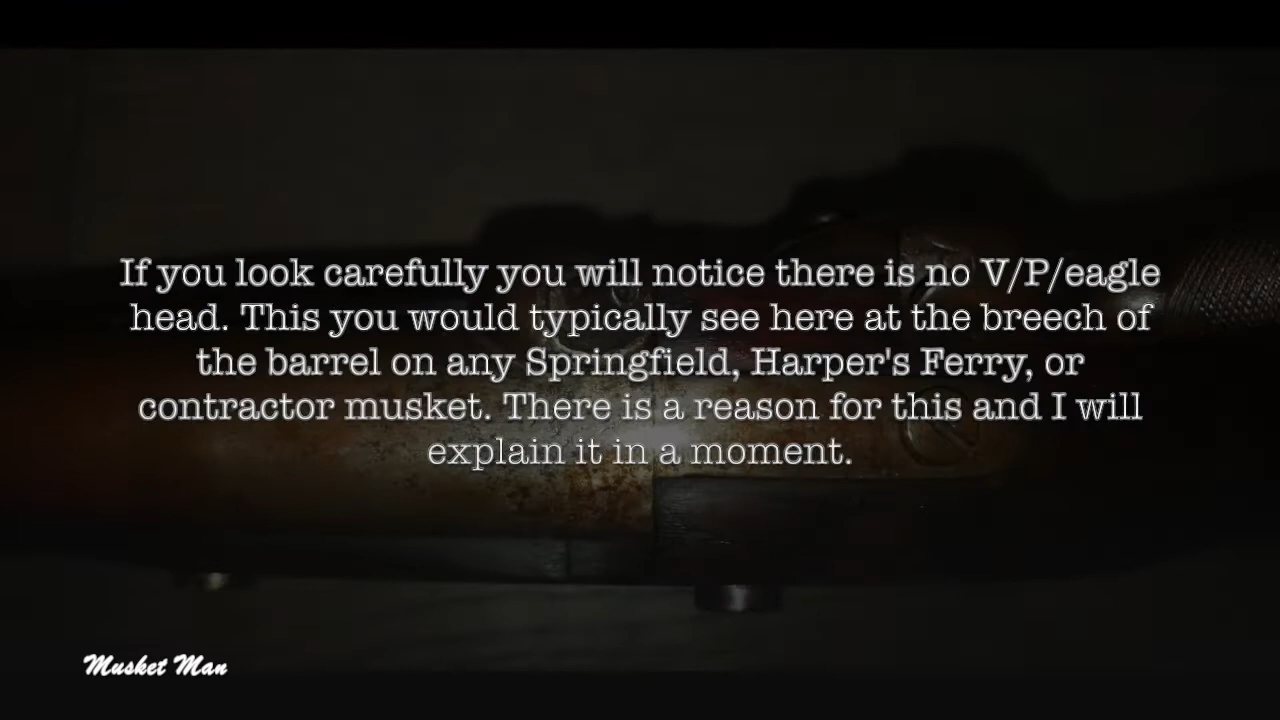 If you look carefully you will notice there is no V/P/eagle
head. This you would typically see here at the breech of
the barrel on any Springfield, Harper's Ferry, or
contractor musket. There is a reason for this and I will
explain it in a moment.
Musket Man